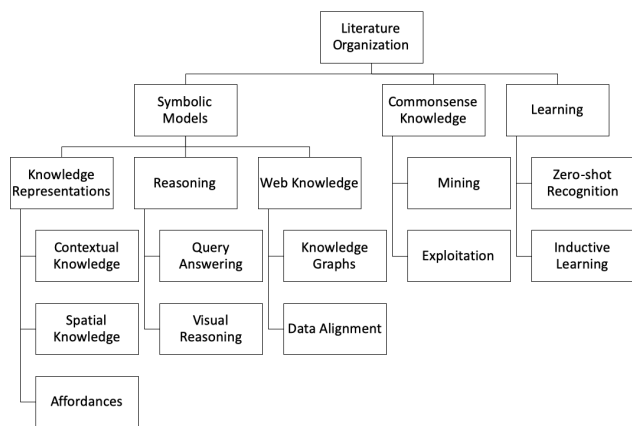 Literature
Organization
Symbolic
Models
Commonsense
Knowledge
Learning
Knowledge
Representations
Reasoning
Web Knowledge
Mining
Zero-shot
Recognition
Contextual
Knowledge
Query
Answering
Knowledge
Graphs
Exploitation
Inductive
Learning
Spatial
Knowledge
Visual
Reasoning
Data Alignment
Affordances